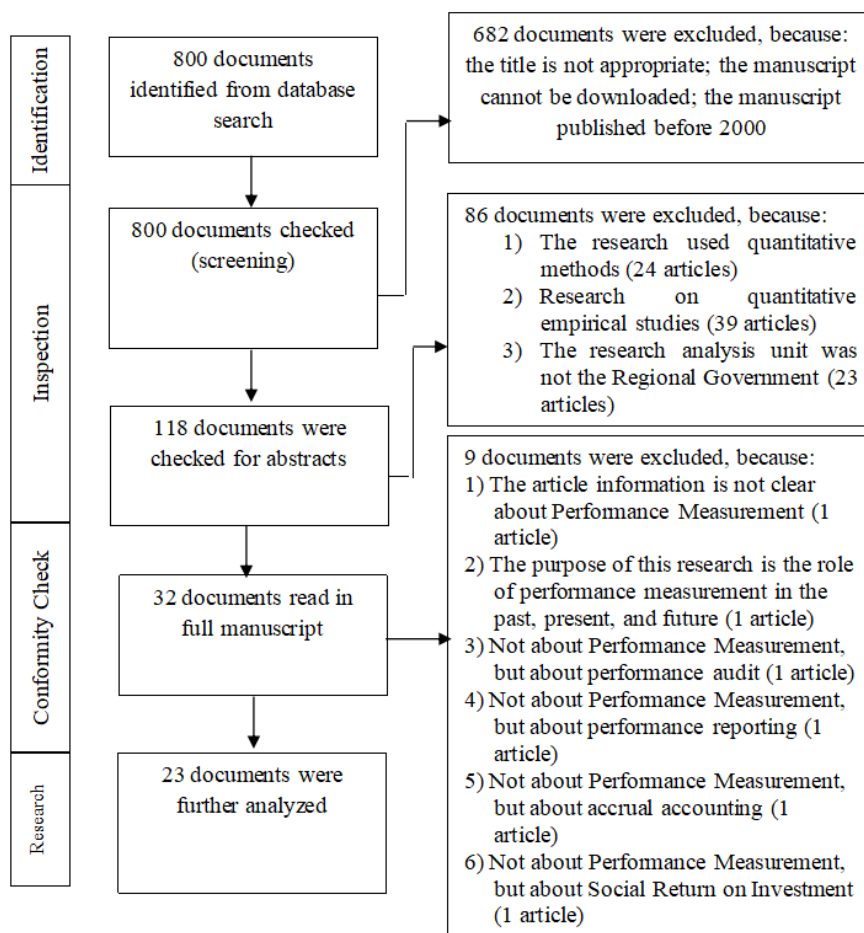 Identification
800 documents
identified from database
search
682 documents were excluded, because:
the title is not appropriate; the manuscript
cannot be downloaded; the manuscript
published before 2000
Inspection
800 documents checked
(screening)
86 documents were excluded, because:
1) The research used quantitative
methods (24 articles)
2) Research on quantitative
empirical studies (39 articles)
3) The research analysis unit was
not the Regional Government (23
articles)
118 documents were
checked for abstracts
Conformity Check
32 documents read in
full manuscript
9 documents were excluded, because:
1) The article information is not clear
about Performance Measurement (1
article)
2) The purpose of this research is the role
of performance measurement in the
past, present, and future (1 article)
3) Not about Performance Measurement,
but about performance audit (1 article)
4) Not about Performance Measurement,
but about performance reporting (1
article)
5) Not about Performance Measurement,
but about accrual accounting (1
article)
6) Not about Performance Measurement,
but about Social Return on Investment
(1 article)
Research
23 documents were
further analyzed